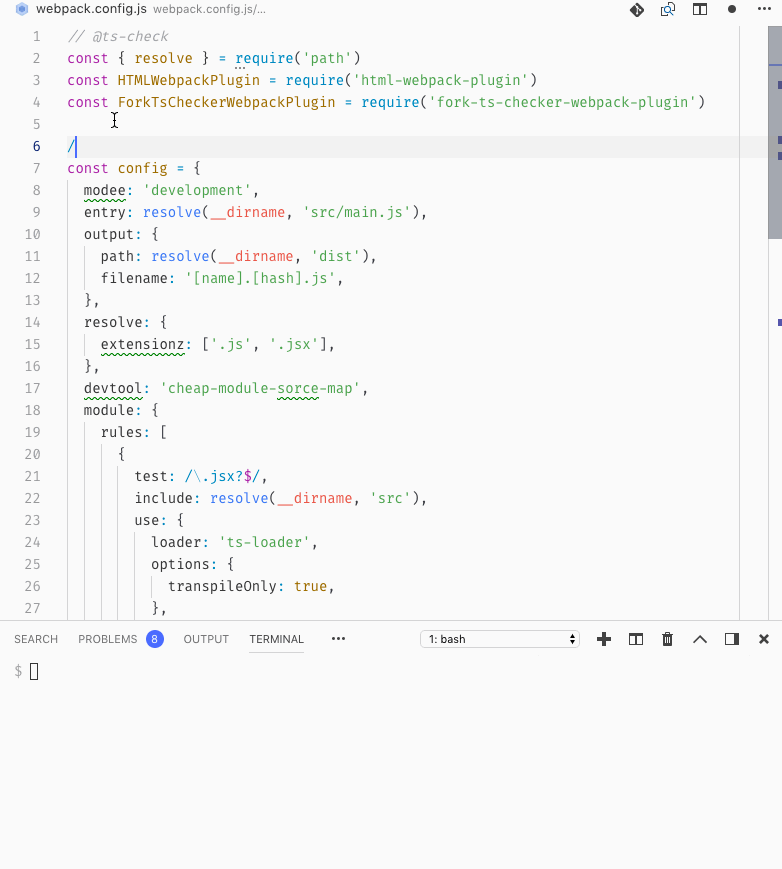 webpack.config.js webpack.config.js/...
1 // @ts-check
2 const { resolve } = require('path')
3 const HTMLWebpackPlugin = require('html-webpack-plugin')
4 const ForkTsCheckerWebpackPlugin = require('fork-ts-checker-webpack-plugin')
5
6 /
7 const config = {
8 modee: 'development',
9 entry: resolve(__dirname, 'src/main.js'),
10 output: {
11 path: resolve(__dirname, 'dist'),
12 filename: '[name].[hash].js',
13 },
14 resolve: {
15 extensionz: ['.js', '.jsx'],
16 },
17 devtool: 'cheap-module-sorce-map',
18 module: {
19 rules: [
20 {
21 test: /\.jsx?$/,
22 include: resolve(__dirname, 'src'),
23 use: {
24 loader: 'ts-loader',
25 options: {
26 transpileOnly: true,
27 },
SEARCH PROBLEMS 8 OUTPUT TERMINAL ••• 1: bash
$